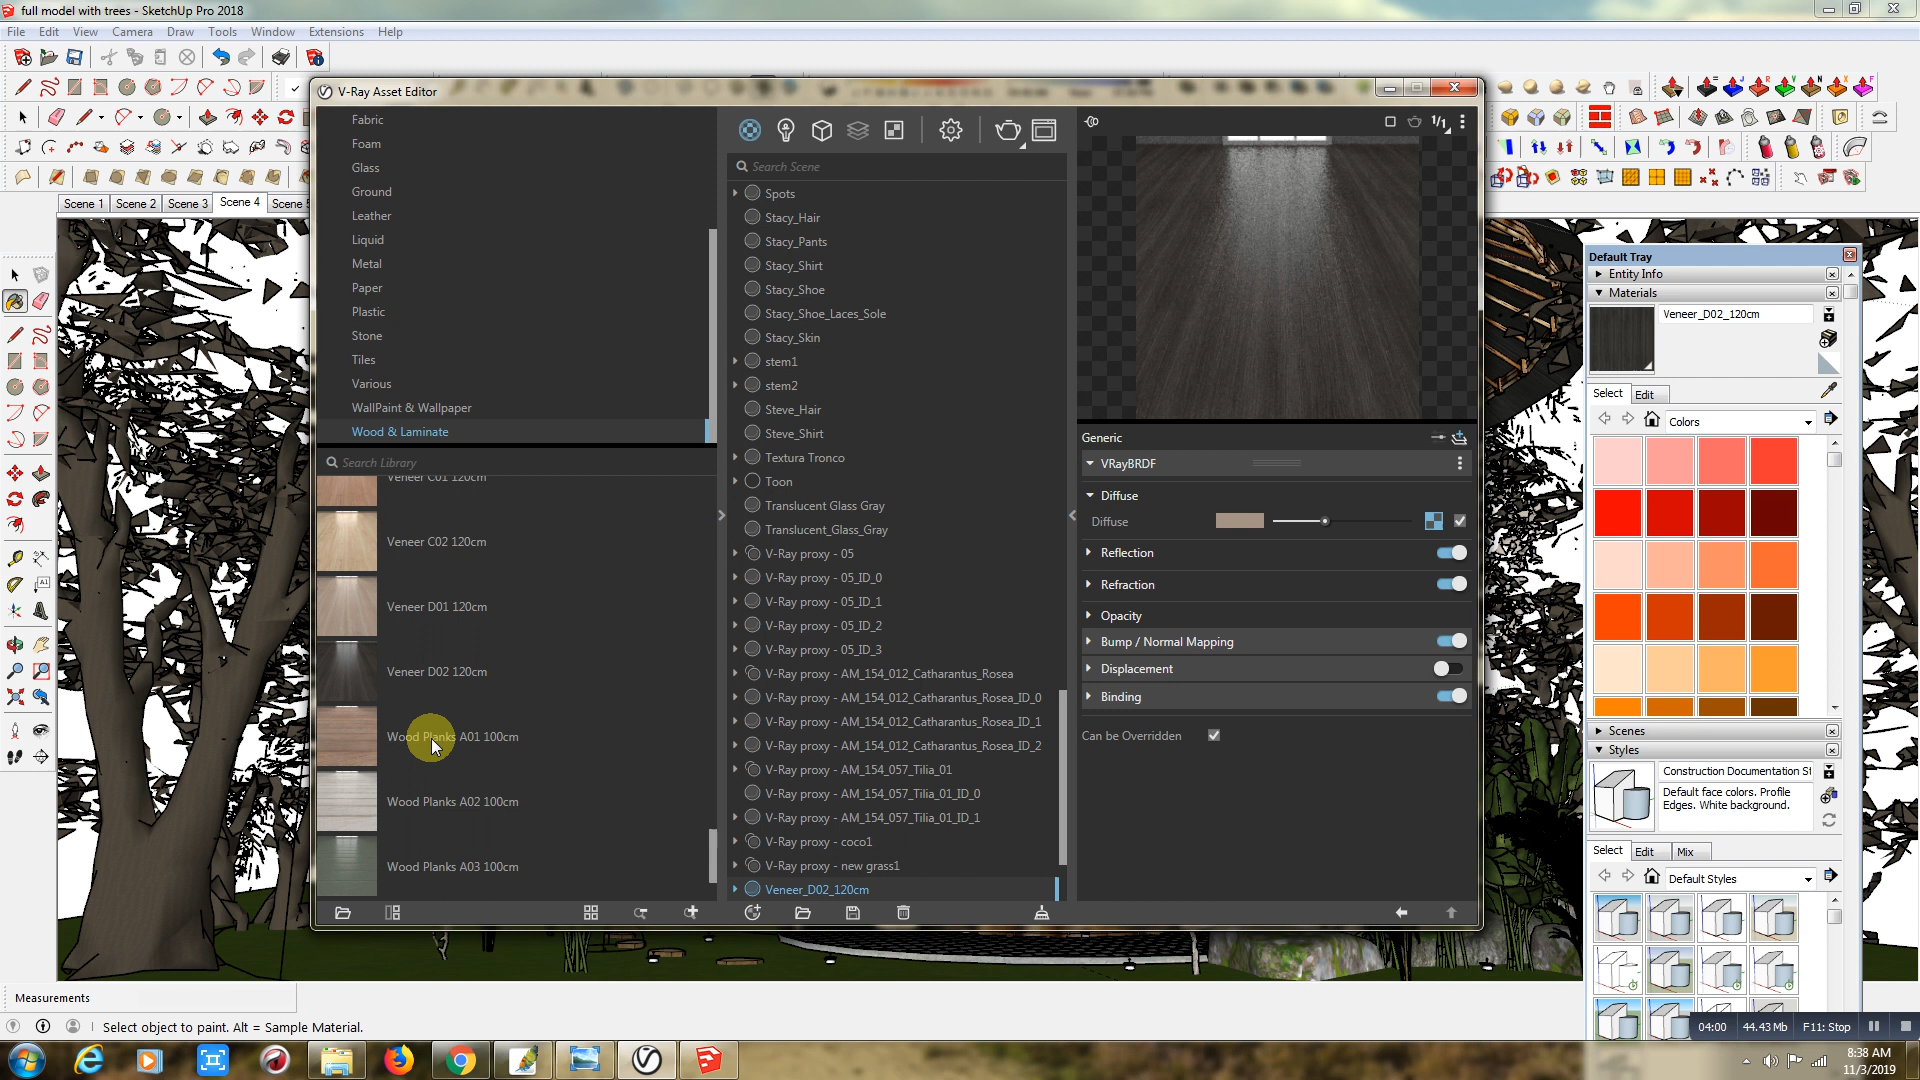 full model with trees - SketchUp Pro 2018
File Edit View Camera Draw Tools Window Extensions Help
V-Ray Asset Editor
Scene 1 Scene 2 Scene 3 Scene 4 Scene 5
Fabric
Foam
Glass
Ground
Leather
Liquid
Metal
Paper
Plastic
Stone
Tiles
Various
WallPaint & Wallpaper
Wood & Laminate
Search Library
Veneer C01 120cm
Veneer C02 120cm
Veneer D01 120cm
Veneer D02 120cm
Wood Planks A01 100cm
Wood Planks A02 100cm
Wood Planks A03 100cm
Search Scene
Spots
Stacy_Hair
Stacy_Pants
Stacy_Shirt
Stacy_Shoe
Stacy_Shoe_Laces_Sole
Stacy_Skin
stem1
stem2
Steve_Hair
Steve_Shirt
Textura Tronco
Toon
Translucent Glass Gray
Translucent_Glass_Gray
V-Ray proxy - 05
V-Ray proxy - 05_ID_0
V-Ray proxy - 05_ID_1
V-Ray proxy - 05_ID_2
V-Ray proxy - 05_ID_3
V-Ray proxy - AM_154_012_Catharantus_Rosea
V-Ray proxy - AM_154_012_Catharantus_Rosea_ID_0
V-Ray proxy - AM_154_012_Catharantus_Rosea_ID_1
V-Ray proxy - AM_154_012_Catharantus_Rosea_ID_2
V-Ray proxy - AM_154_057_Tilia_01
V-Ray proxy - AM_154_057_Tilia_01_ID_0
V-Ray proxy - AM_154_057_Tilia_01_ID_1
V-Ray proxy - coco1
V-Ray proxy - new grass1
Veneer_D02_120cm
1/1
Generic
VRayBRDF
Diffuse
Diffuse
Reflection
Refraction
Opacity
Bump / Normal Mapping
Displacement
Binding
Can be Overridden
Default Tray
Entity Info
Materials
Veneer_D02_120cm
Select Edit
Colors
Scenes
Styles
Construction Documentation St
Default face colors. Profile
Edges. White background.
Select Edit Mix
Default Styles
Measurements
Select object to paint. Alt = Sample Material.
04:00 44.43 Mb F11: Stop
8:38 AM
11/3/2019